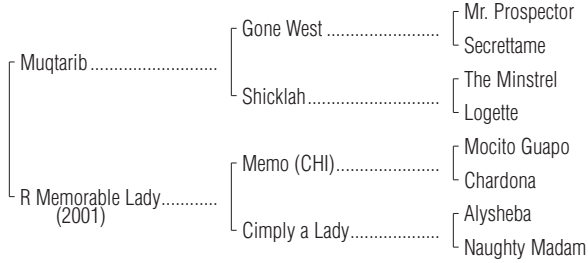 Mr. Prospector
Gone West ........................
Secrettame
Muqtarib ...........................
The Minstrel
Shicklah............................
Logette
Mocito Guapo
Memo (CHI)......................
Chardona
R Memorable Lady............
(2001)
Alysheba
Cimply a Lady...................
Naughty Madam